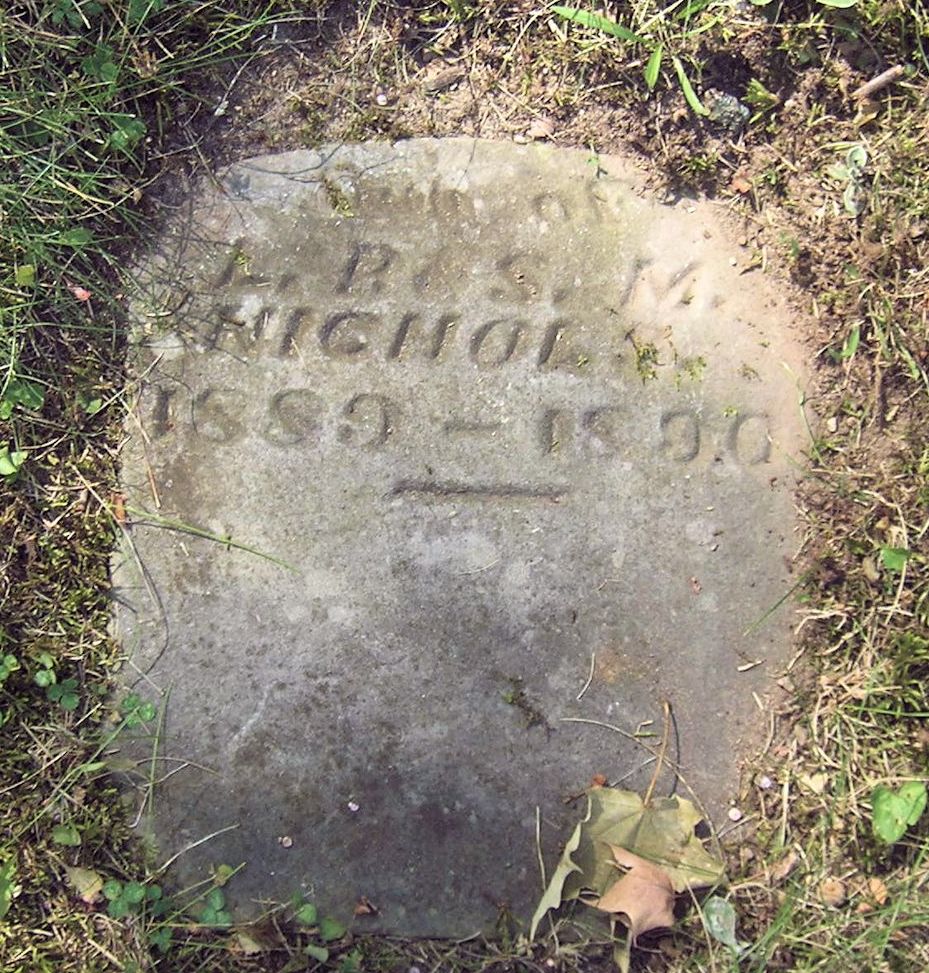 of
L. P. & S. M.
NICHOL
1889 – 1890